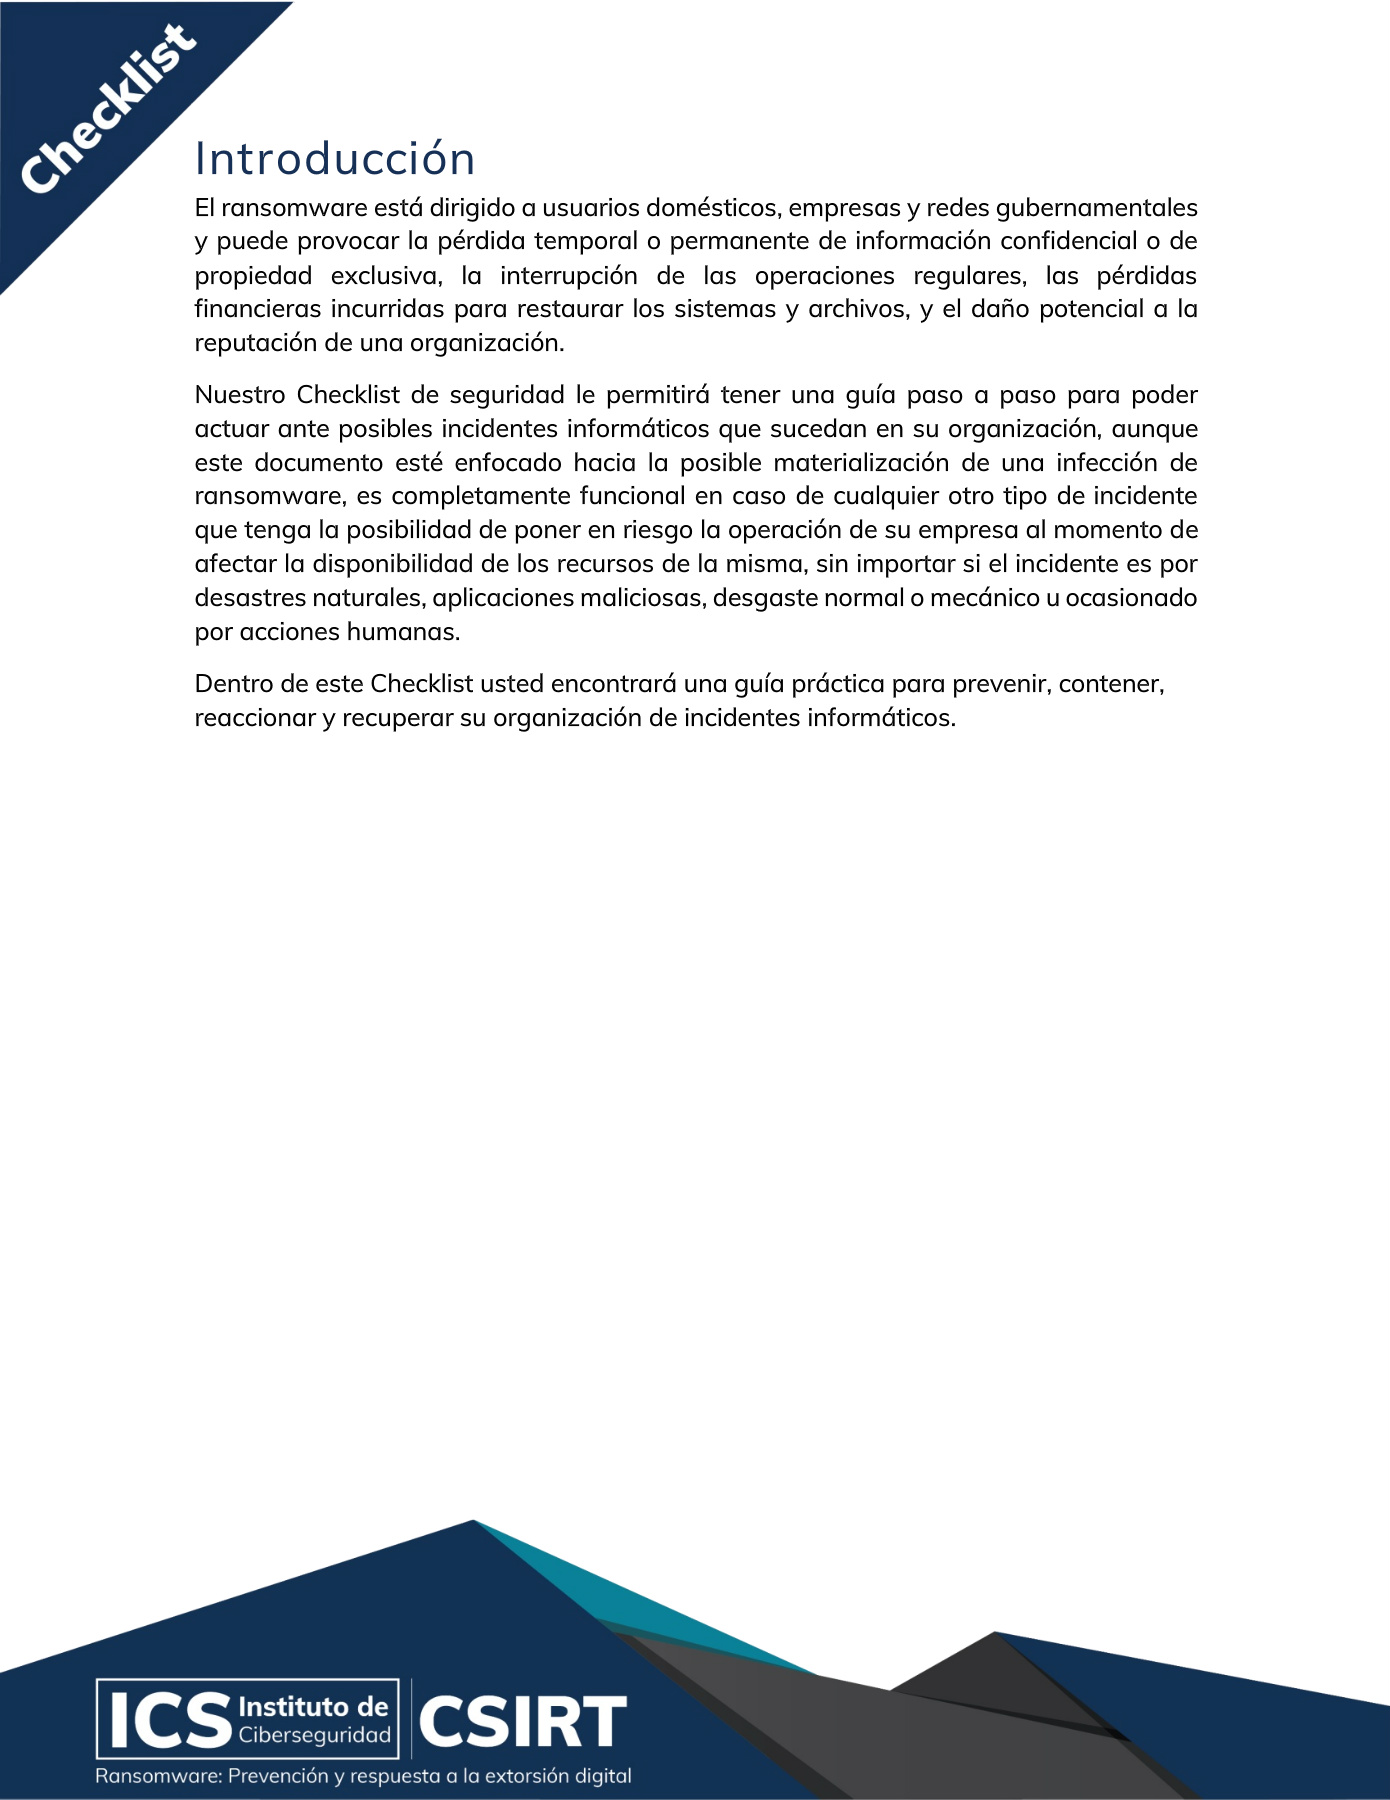 Checklist
Introducción
El ransomware está dirigido a usuarios domésticos, empresas y redes gubernamentales
y puede provocar la pérdida temporal o permanente de información confidencial o de
propiedad exclusiva, la interrupción de las operaciones regulares, las pérdidas
financieras incurridas para restaurar los sistemas y archivos, y el daño potencial a la
reputación de una organización.
Nuestro Checklist de seguridad le permitirá tener una guía paso a paso para poder
actuar ante posibles incidentes informáticos que sucedan en su organización, aunque
este documento esté enfocado hacia la posible materialización de una infección de
ransomware, es completamente funcional en caso de cualquier otro tipo de incidente
que tenga la posibilidad de poner en riesgo la operación de su empresa al momento de
afectar la disponibilidad de los recursos de la misma, sin importar si el incidente es por
desastres naturales, aplicaciones maliciosas, desgaste normal o mecánico u ocasionado
por acciones humanas.
Dentro de este Checklist usted encontrará una guía práctica para prevenir, contener,
reaccionar y recuperar su organización de incidentes informáticos.
ICS Instituto de Ciberseguridad CSIRT
Ransomware: Prevención y respuesta a la extorsión digital